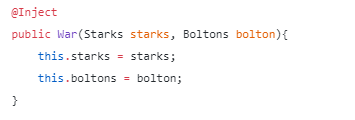 @Inject
public War(Starks starks, Boltons bolton){
    this.starks = starks;
    this.boltons = bolton;
}